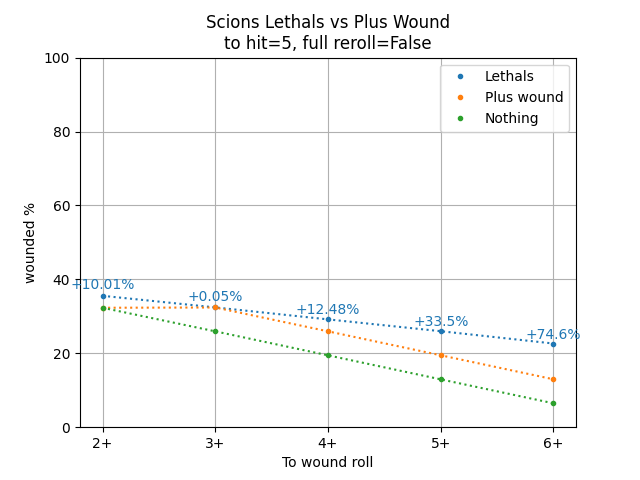 Scions Lethals vs Plus Wound
to hit=5, full reroll=False
100
80
60
40
20
0
wounded %
Lethals
Plus wound
Nothing
+10.01%
+0.05%
+12.48%
+33.5%
+74.6%
2+
3+
4+
5+
6+
To wound roll